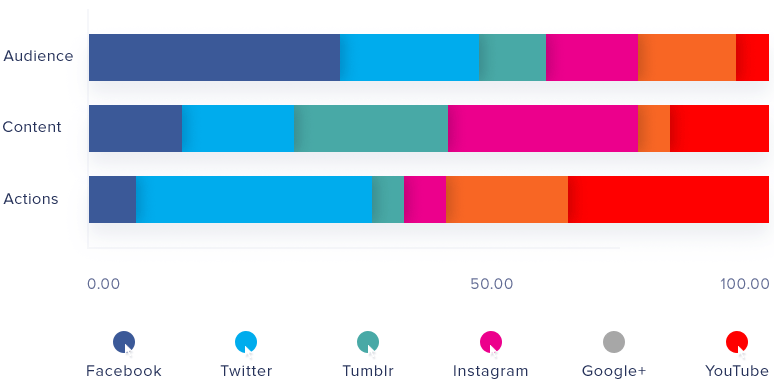 Audience
Content
Actions
0.00 50.00 100.00
Facebook Twitter Tumblr Instagram Google+ YouTube